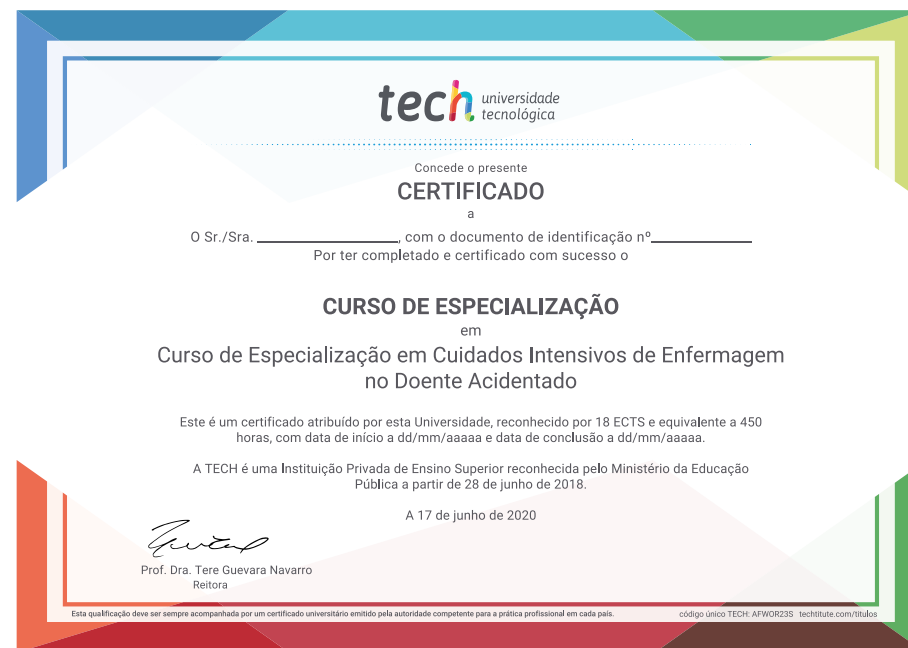 tech universidade
tecnológica
Concede o presente
CERTIFICADO
a
O Sr./Sra. ____________________, com o documento de identificação nº______________
Por ter completado e certificado com sucesso o
CURSO DE ESPECIALIZAÇÃO
em
Curso de Especialização em Cuidados Intensivos de Enfermagem
no Doente Acidentado
Este é um certificado atribuído por esta Universidade, reconhecido por 18 ECTS e equivalente a 450
horas, com data de início a dd/mm/aaaaa e data de conclusão a dd/mm/aaaaa.
A TECH é uma Instituição Privada de Ensino Superior reconhecida pelo Ministério da Educação
Pública a partir de 28 de junho de 2018.
A 17 de junho de 2020
Prof. Dra. Tere Guevara Navarro
Reitora
Esta qualificação deve ser sempre acompanhada por um certificado universitário emitido pela autoridade competente para a prática profissional em cada país.
código único TECH: AFWOR23S techtitute.com/titulos